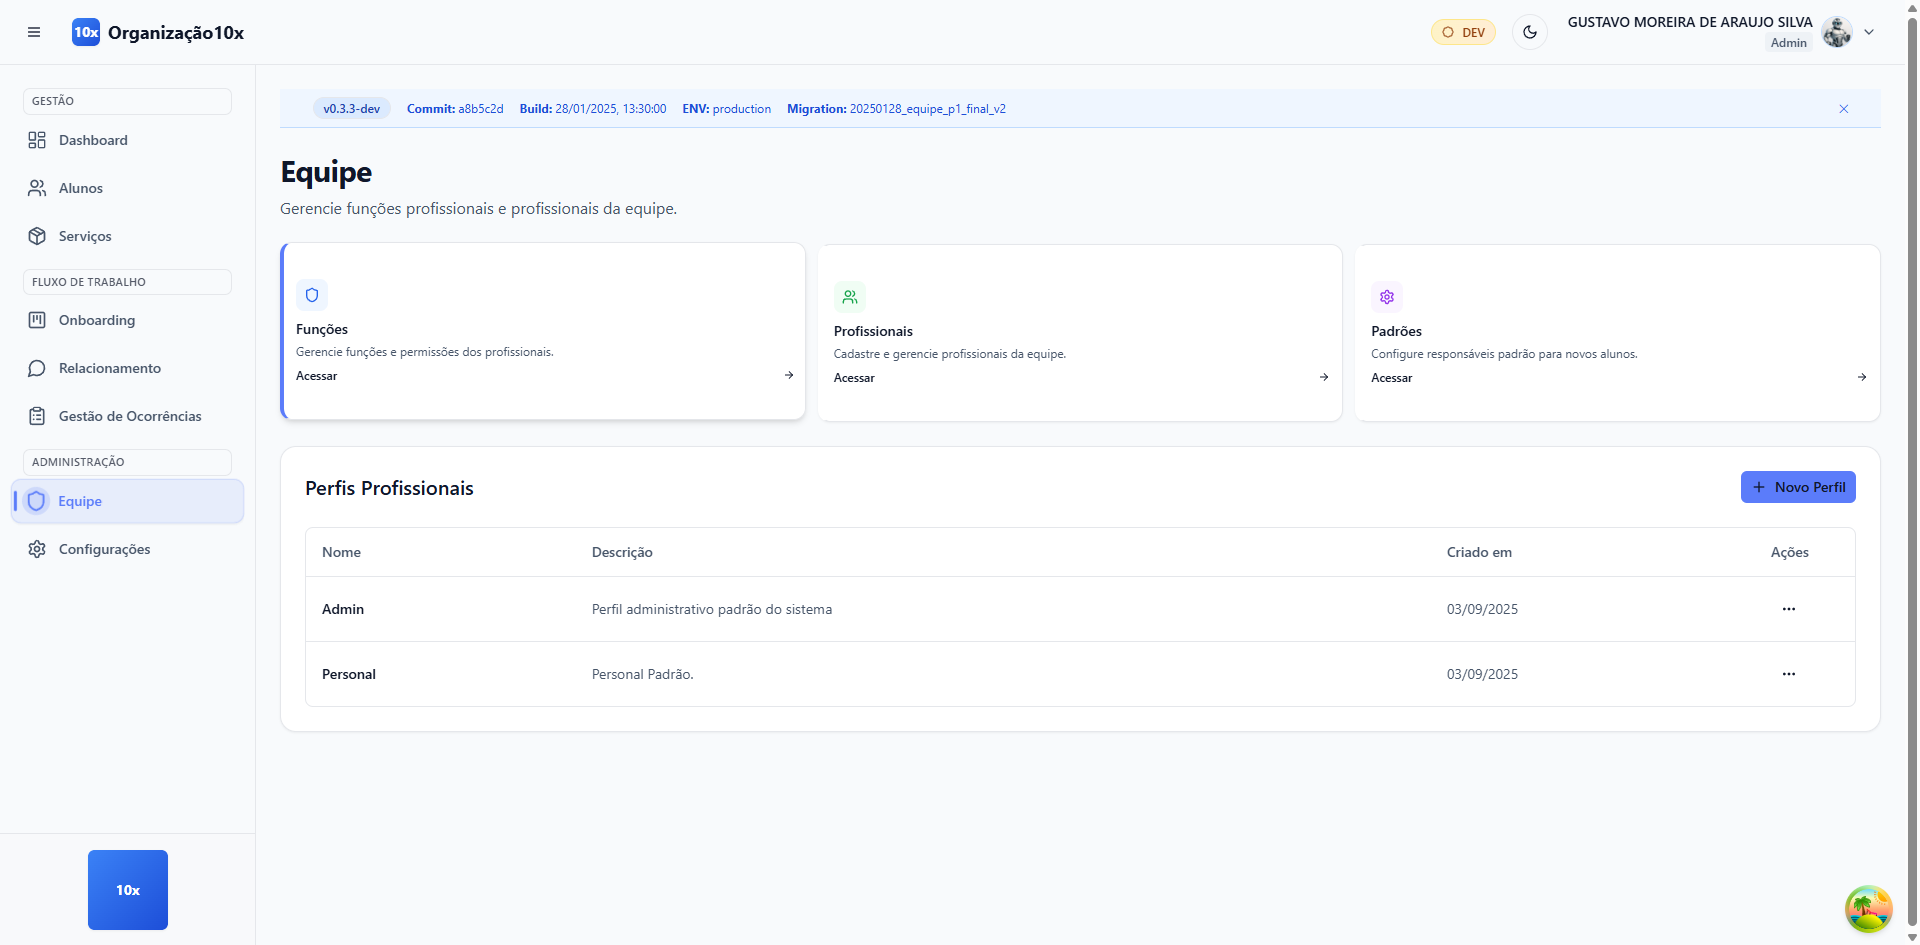 10x Organização10x
DEV
GUSTAVO MOREIRA DE ARAUJO SILVA
Admin
GESTÃO
Dashboard
Alunos
Serviços
FLUXO DE TRABALHO
Onboarding
Relacionamento
Gestão de Ocorrências
ADMINISTRAÇÃO
Equipe
Configurações
10x
v0.3.3-dev Commit: a8b5c2d Build: 28/01/2025, 13:30:00 ENV: production Migration: 20250128_equipe_p1_final_v2
Equipe
Gerencie funções profissionais e profissionais da equipe.
Funções
Gerencie funções e permissões dos profissionais.
Acessar
Profissionais
Cadastre e gerencie profissionais da equipe.
Acessar
Padrões
Configure responsáveis padrão para novos alunos.
Acessar
Perfis Profissionais
Novo Perfil
Nome Descrição Criado em Ações
Admin Perfil administrativo padrão do sistema 03/09/2025
Personal Personal Padrão. 03/09/2025